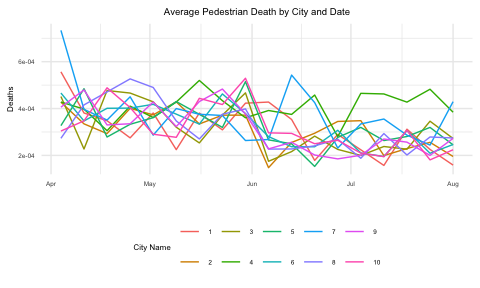 Average Pedestrian Death by City and Date
Deaths
6e-04
4e-04
2e-04
Apr May Jun Jul Aug
City Name
1 3 5 7 9
2 4 6 8 10